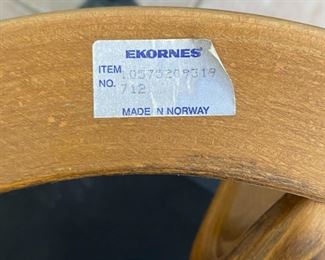 EKORNES®
ITEM 10575209319
NO. 712
MADE IN NORWAY